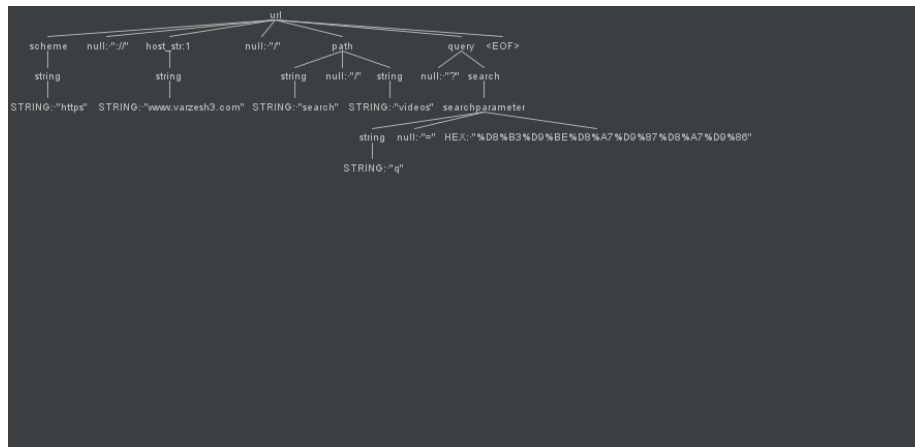 url
scheme null:·"://" host_str:1 null:·"/" path query <EOF>
string string string null:·"/" string null:·"?" search
STRING:·"https" STRING:·"www.varzesh3.com" STRING:·"search" STRING:·"videos" searchparameter
string null:·"=" HEX:·"%D8%B3%D9%BE%D8%A7%D9%87%D8%A7%D9%86"
STRING:·"q"